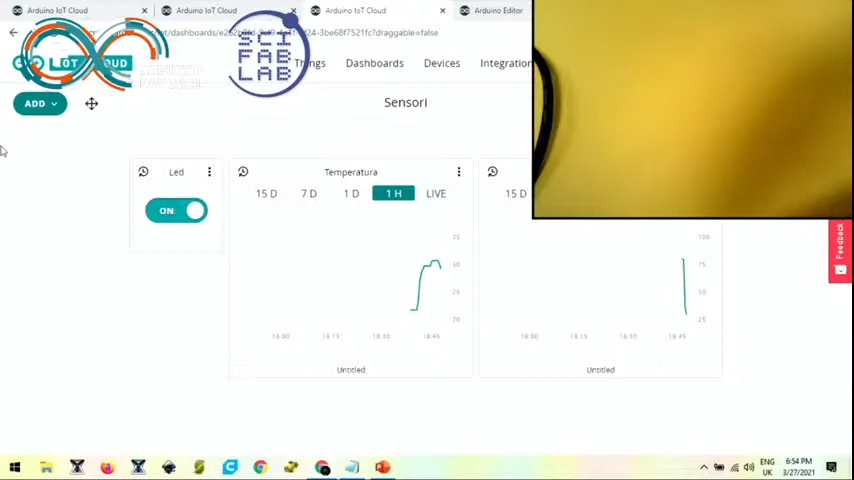 Arduino IoT Cloud
Arduino IoT Cloud
Arduino IoT Cloud
Arduino Editor
SCI
FAB
LAB
IOT CLOUD
Things
Dashboards
Devices
Integration
ADD
Sensori
Led
ON
Temperatura
15 D
7 D
1 D
1 H
LIVE
20
18:00
18:15
18:30
18:45
Untitled
15 D
100
75
50
25
18:00
18:15
18:30
18:45
Untitled
Feedback
ENG
UK
6:54 PM
3/27/2021